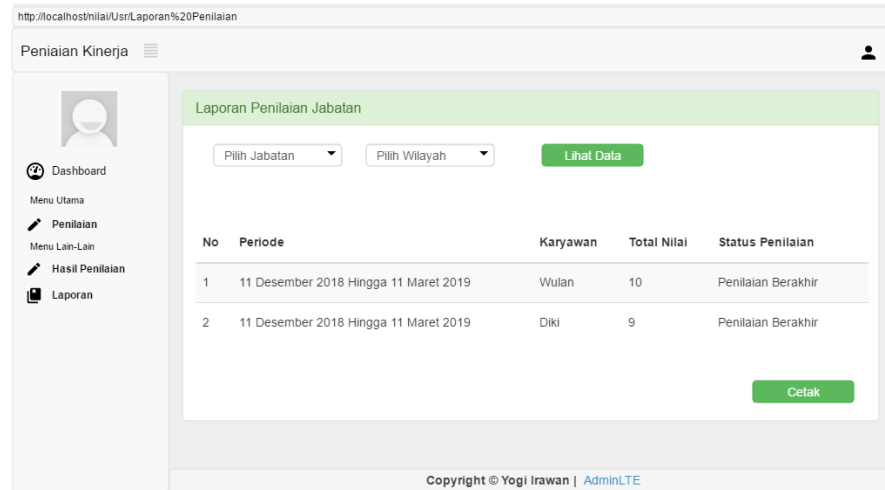 http://localhost/nilai/Usr/Laporan%20Penilaian
Peniaian Kinerja
Dashboard
Menu Utama
Penilaian
Menu Lain-Lain
Hasil Penilaian
Laporan
Laporan Penilaian Jabatan
Pilih Jabatan Pilih Wilayah Lihat Data
No Periode Karyawan Total Nilai Status Penilaian
1 11 Desember 2018 Hingga 11 Maret 2019 Wulan 10 Penilaian Berakhir
2 11 Desember 2018 Hingga 11 Maret 2019 Diki 9 Penilaian Berakhir
Cetak
Copyright © Yogi Irawan | AdminLTE